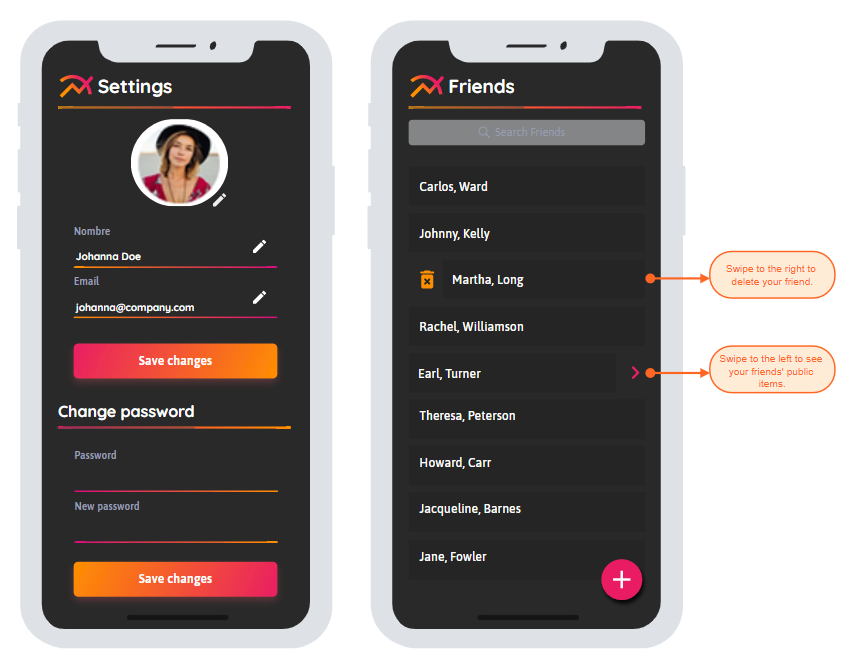 Settings
Nombre
Johanna Doe
Email
johanna@company.com
Save changes
Change password
Password
New password
Save changes
Friends
Search Friends
Carlos, Ward
Johnny, Kelly
Martha, Long
Rachel, Williamson
Earl, Turner
Theresa, Peterson
Howard, Carr
Jacqueline, Barnes
Jane, Fowler
Swipe to the right to
delete your friend.
Swipe to the left to see
your friends' public
items.